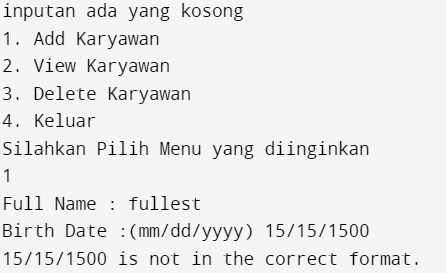 inputan ada yang kosong
1. Add Karyawan
2. View Karyawan
3. Delete Karyawan
4. Keluar
Silahkan Pilih Menu yang diinginkan
1
Full Name : fullest
Birth Date :(mm/dd/yyyy) 15/15/1500
15/15/1500 is not in the correct format.